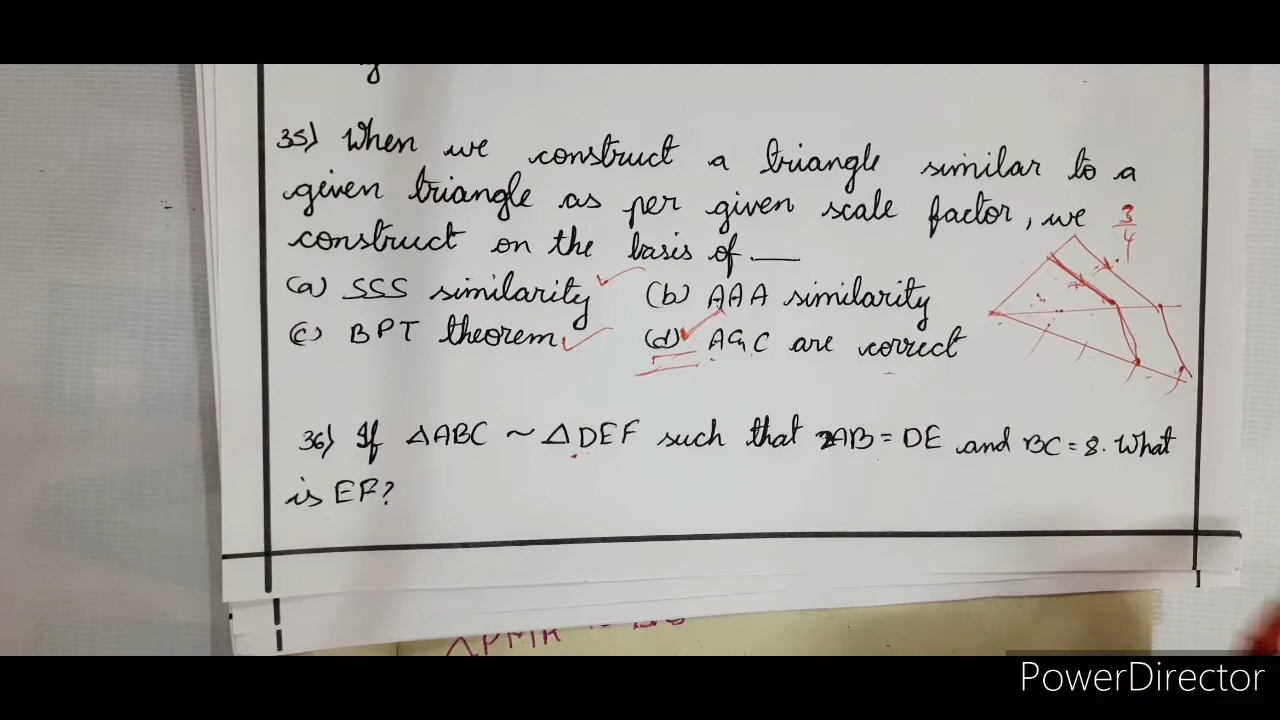 35) When we construct a triangle similar to a
given triangle as per given scale factor, we
construct on the basis of ___
3/4
(a) SSS similarity (b) AAA similarity
(c) BPT theorem (d) A & C are correct
36) If △ABC ~ △DEF such that 2AB = DE and BC = 8. What
is EF?
PowerDirector